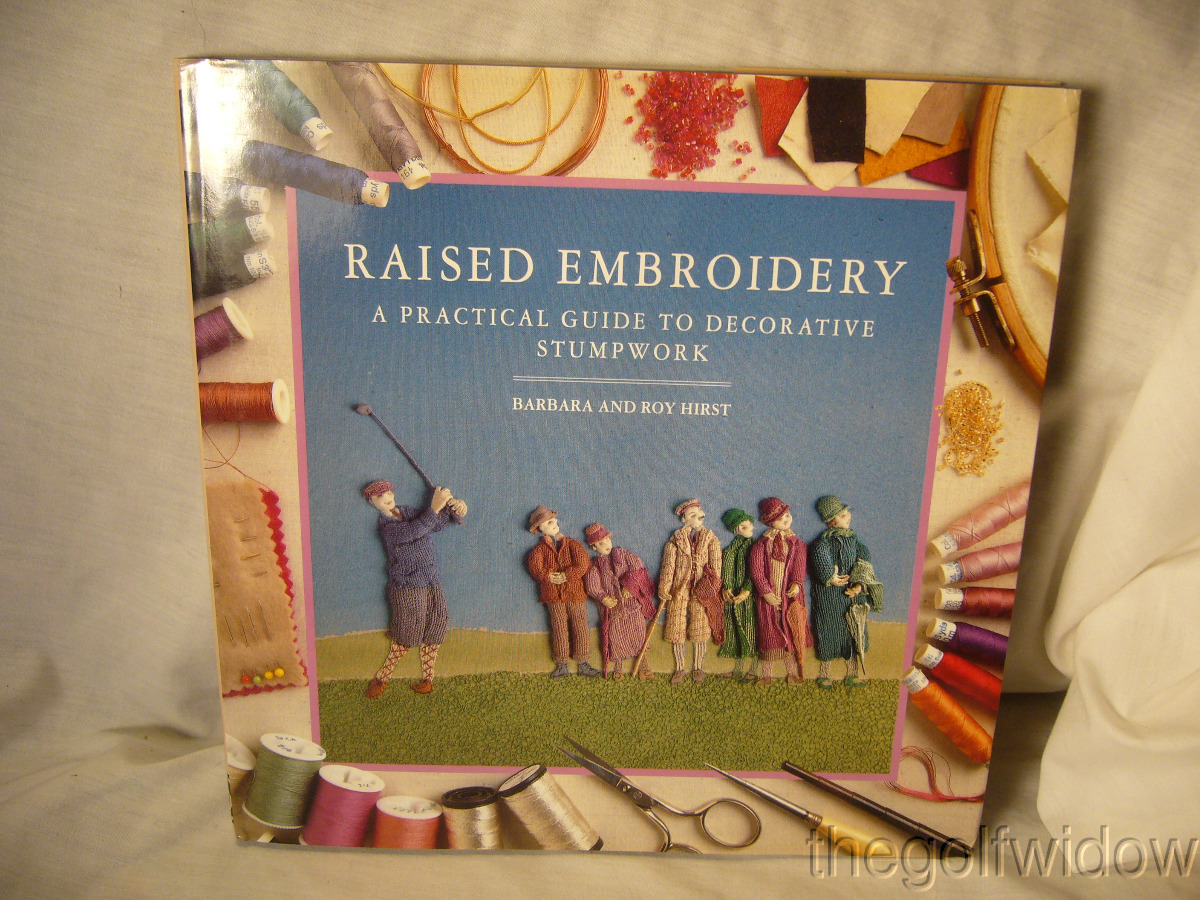 RAISED EMBROIDERY
A PRACTICAL GUIDE TO DECORATIVE
STUMPWORK
BARBARA AND ROY HIRST
thegolfwidow